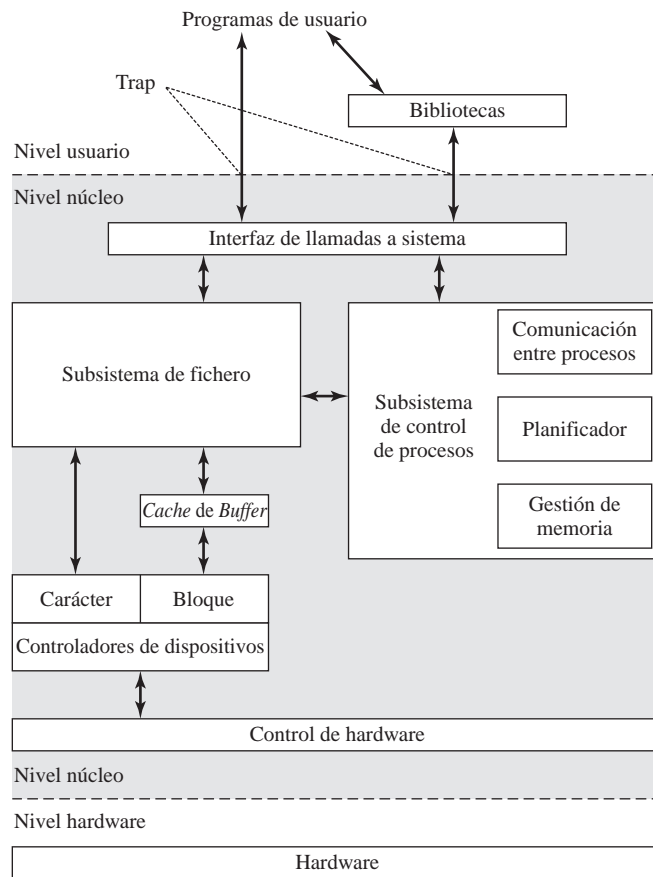 Programas de usuario
Trap
Bibliotecas
Nivel usuario
Nivel núcleo
Interfaz de llamadas a sistema
Subsistema de fichero
Subsistema
de control
de procesos
Comunicación
entre procesos
Planificador
Gestión de
memoria
Cache de Buffer
Carácter
Bloque
Controladores de dispositivos
Control de hardware
Nivel núcleo
Nivel hardware
Hardware